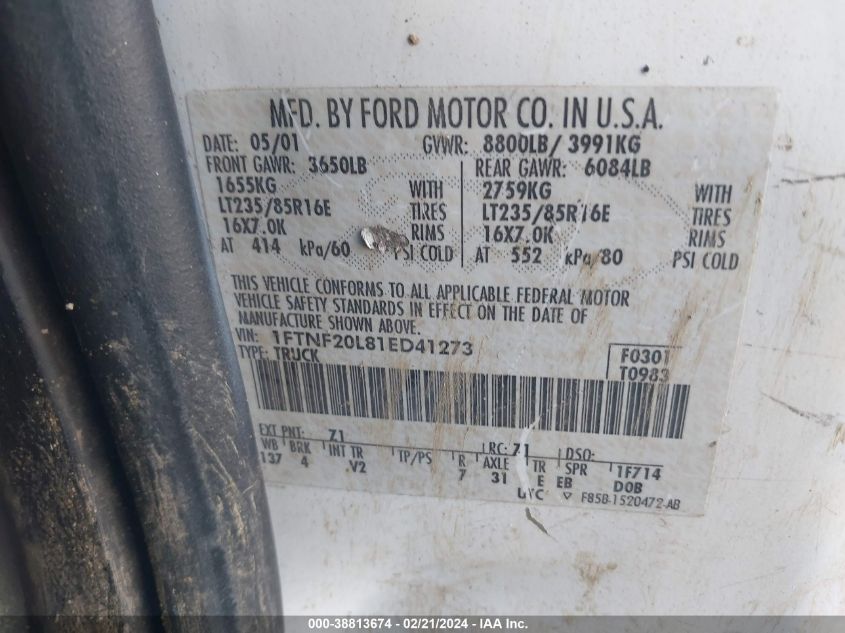 MFD. BY FORD MOTOR CO. IN U.S.A.
DATE: 05/01 GVWR: 8800LB/ 3991KG
FRONT GAWR: 3650LB REAR GAWR: 6084LB
1655KG WITH 2759KG WITH
LT235/85R16E TIRES LT235/85R16E TIRES
16X7.0K RIMS 16X7.0K RIMS
AT 414 kPa/60 PSI COLD AT 552 kPa/80 PSI COLD
THIS VEHICLE CONFORMS TO ALL APPLICABLE FEDERAL MOTOR
VEHICLE SAFETY STANDARDS IN EFFECT ON THE DATE OF
MANUFACTURE SHOWN ABOVE.
VIN: 1FTNF20L81ED41273 F0301
TYPE: TRUCK T0983
EXT PNT: Z1 RC: 71 DSO:
WB BRK INT TR TP/PS R AXLE TR SPR 1F714
137 4 .V2 7 31 E EB DOB
UTC ▽ F85B-1520472-AB
000-38813674 - 02/21/2024 - IAA Inc.